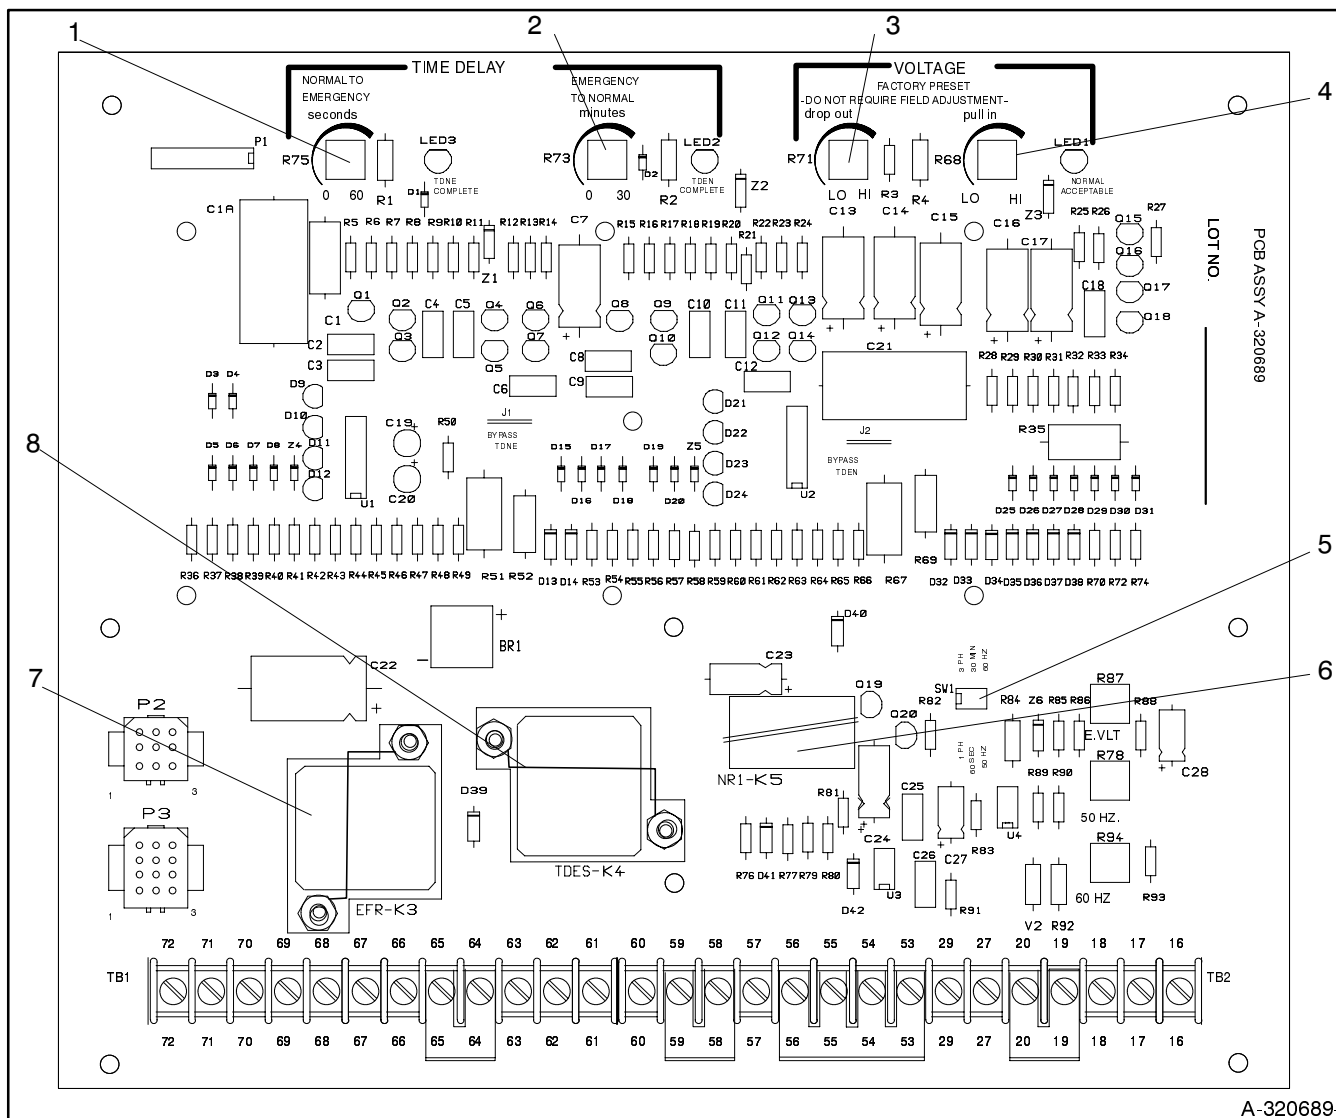 1
2
3
4
TIME DELAY
VOLTAGE
NORMAL TO
EMERGENCY
seconds
EMERGENCY
TO NORMAL
minutes
FACTORY PRESET
-DO NOT REQUIRE FIELD ADJUSTMENT-
drop out
pull in
P1
R75
LED3
R73
LED2
R71
R68
LED1
TDNE
COMPLETE
TDEN
COMPLETE
NORMAL
ACCEPTABLE
0 60
R1
D1
0 30
D2
R2
Z2
LO HI
R3
R4
LO HI
Z3
C1A
R5 R6 R7 R8 R9 R10 R11 R12 R13 R14
C7
R15 R16 R17 R18 R19 R20
R21
R22 R23 R24
C13 C14 C15 C16 C17
R25 R26
Q15
R27
Q16
Q17
Q18
C18
LOT NO.
PCB ASSY A-320689
Z1
Q1
Q2
C4
C5
Q4
Q6
Q8
Q9
C10
C11
Q11
Q13
C1
C2
C3
Q3
Q5
Q7
C8
C9
C6
Q10
Q12
Q14
C12
C21
R28 R29 R30 R31 R32 R33 R34
D3 D4
D9
D10
D11
D12
C19
C20
R50
J1
BYPASS
TDNE
D21
D22
D23
D24
J2
BYPASS
TDEN
R35
8
D5 D6 D7 D8 Z4
U1
D15
D16
D17
D18
D19
D20
Z5
U2
D25 D26 D27 D28 D29 D30 D31
R36 R37 R38 R39 R40 R41 R42 R43 R44 R45 R46 R47 R48 R49 R51 R52 D13 D14 R53 R54 R55 R56 R57 R58 R59 R60 R61 R62 R63 R64 R65 R66 R67 R69 D32 D33 D34 D35 D36 D37 D38 R70 R72 R74
5
BR1
+
-
D40
C22
+
C23
+
3 PH
30 MIN
60 HZ
SW1
6
7
P2
Q19
Q20
R82
R84
Z6
R85
R86
R87
E.VLT
R88
1 PH
60 SEC
50 HZ
R78
C28
NR1-K5
1
3
P3
D39
R81
C25
R89
R90
U4
50 HZ.
C24
C27
R83
R94
TDES-K4
R76 D41 R77 R79 R80
C26
U3
D42
R91
60 HZ
R93
1
3
EFR-K3
V2
R92
72 71 70 69 68 67 66 65 64 63 62 61 60 59 58 57 56 55 54 53 29 27 20 19 18 17 16
TB1
TB2
72 71 70 69 68 67 66 65 64 63 62 61 60 59 58 57 56 55 54 53 29 27 20 19 18 17 16
A-320689-